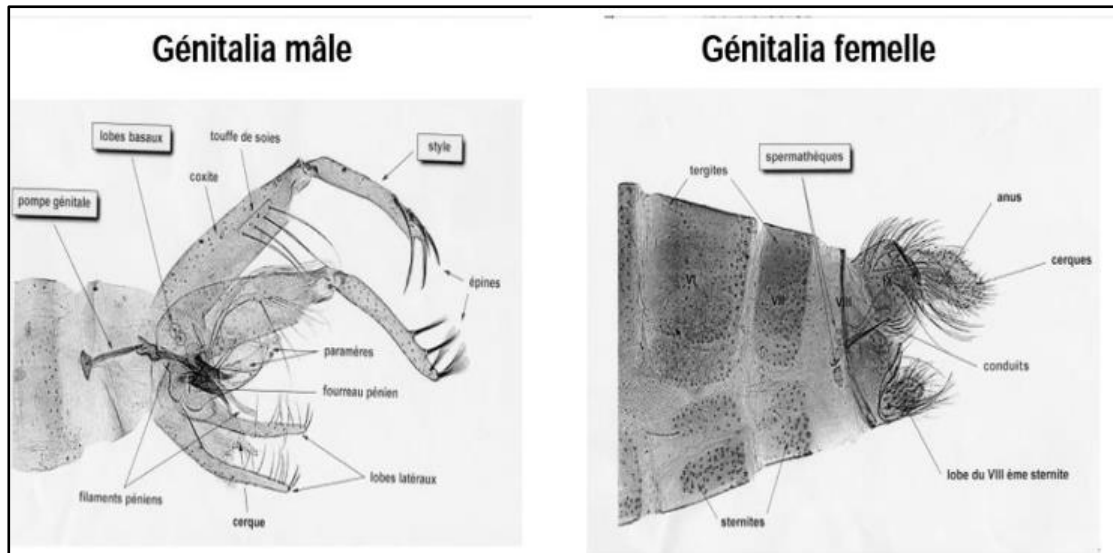 Génitalia mâle
lobes basaux
touffe de soies
style
coxite
pompe génitale
épines
paramères
fourreau pénien
lobes latéraux
filaments péniens
cerque
Génitalia femelle
spermathèques
tergites
anus
cerques
VI
VII
VIII
IX
conduits
lobe du VIII ème sternite
sternites